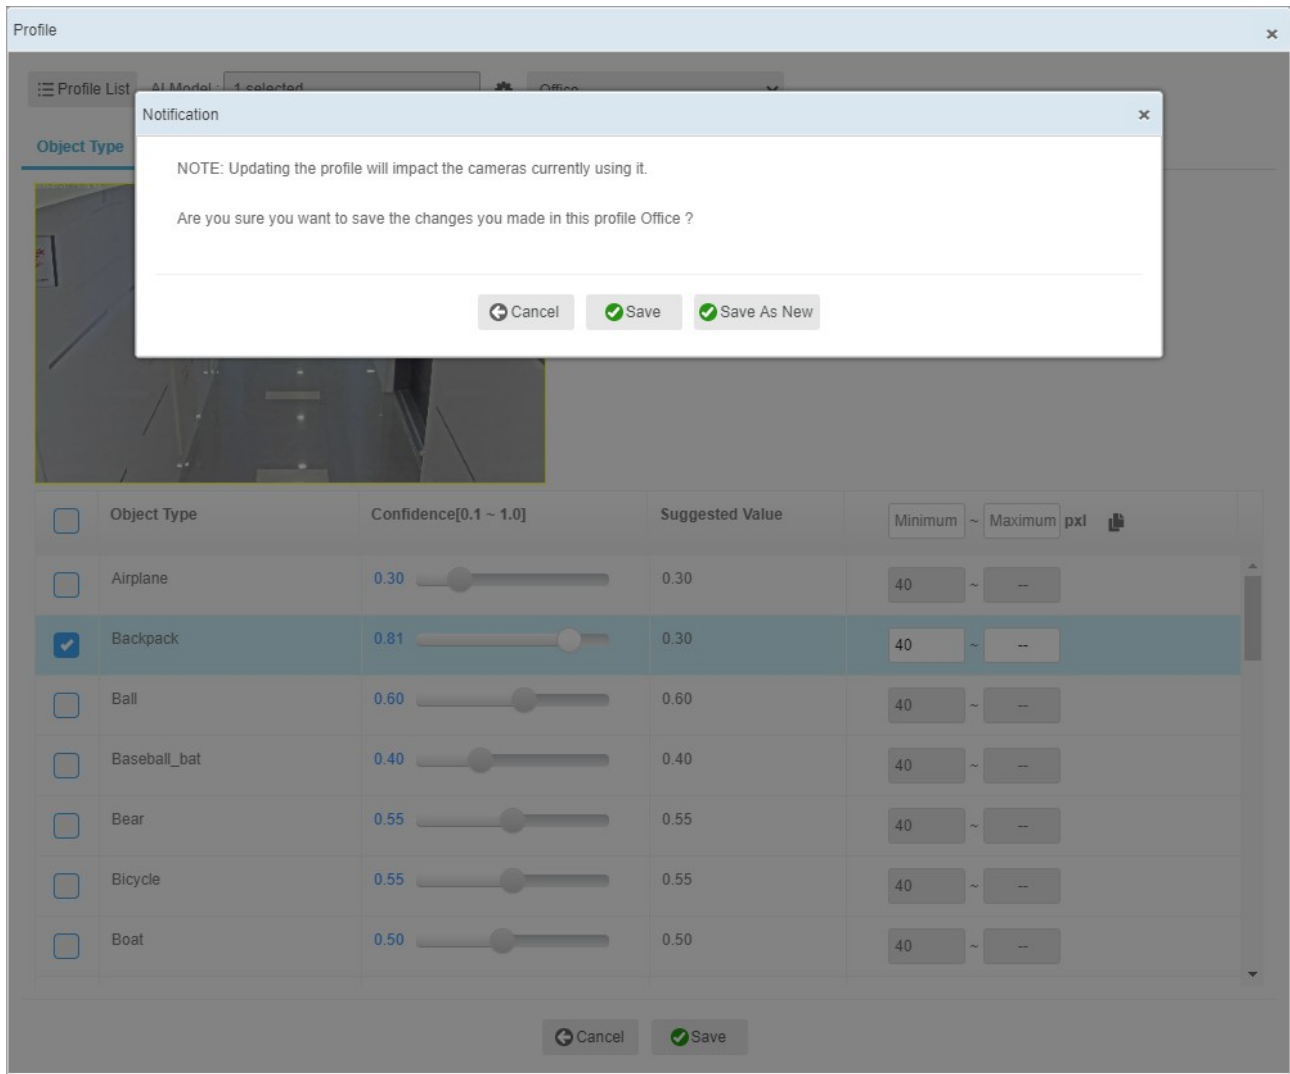 Profile
Profile List AI Model : 1 selected Office
Notification
NOTE: Updating the profile will impact the cameras currently using it.
Are you sure you want to save the changes you made in this profile Office ?
Cancel Save Save As New
Object Type
Object Type Confidence[0.1 ~ 1.0] Suggested Value Minimum ~ Maximum pxl
Airplane 0.30 0.30 40 ~ --
Backpack 0.81 0.30 40 ~ --
Ball 0.60 0.60 40 ~ --
Baseball_bat 0.40 0.40 40 ~ --
Bear 0.55 0.55 40 ~ --
Bicycle 0.55 0.55 40 ~ --
Boat 0.50 0.50 40 ~ --
Cancel Save